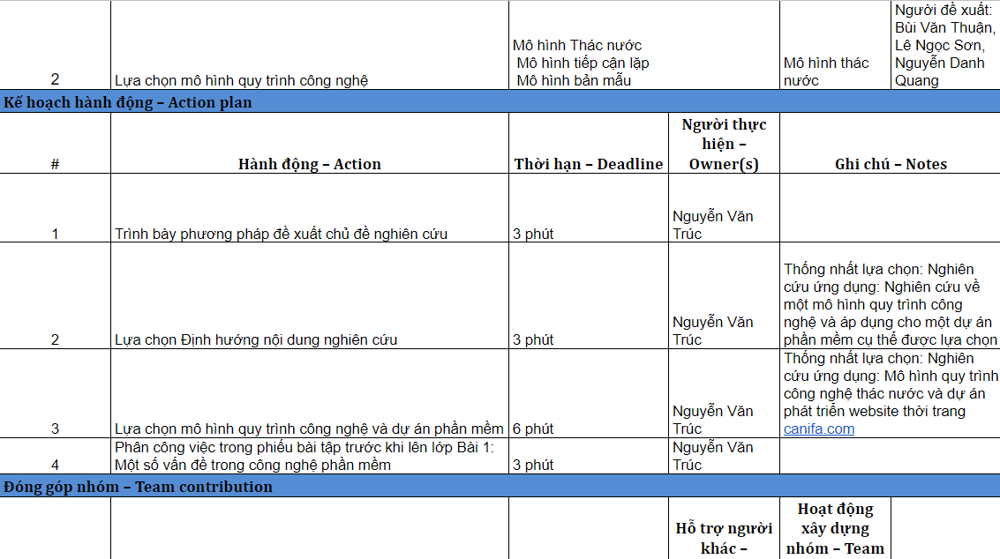 Người đề xuất:
Bùi Văn Thuận,
Lê Ngọc Sơn,
Nguyễn Danh
Quang
Mô hình Thác nước
Mô hình tiếp cận lặp
Mô hình bản mẫu
Mô hình thác
nước
2
Lựa chọn mô hình quy trình công nghệ
Kế hoạch hành động – Action plan
#
Hành động – Action
Thời hạn – Deadline
Người thực
hiện –
Owner(s)
Ghi chú – Notes
1
Trình bày phương pháp đề xuất chủ đề nghiên cứu
3 phút
Nguyễn Văn
Trúc
2
Lựa chọn Định hướng nội dung nghiên cứu
3 phút
Nguyễn Văn
Trúc
Thống nhất lựa chọn: Nghiên
cứu ứng dụng: Nghiên cứu về
một mô hình quy trình công
nghệ và áp dụng cho một dự án
phần mềm cụ thể được lựa chọn
3
Lựa chọn mô hình quy trình công nghệ và dự án phần mềm
6 phút
Nguyễn Văn
Trúc
Thống nhất lựa chọn: Nghiên
cứu ứng dụng: Mô hình quy trình
công nghệ thác nước và dự án
phát triển website thời trang
canifa.com
4
Phân công việc trong phiếu bài tập trước khi lên lớp Bài 1:
Một số vấn đề trong công nghệ phần mềm
3 phút
Nguyễn Văn
Trúc
Đóng góp nhóm – Team contribution
Hỗ trợ người
khác –
Hoạt động
xây dựng
nhóm – Team